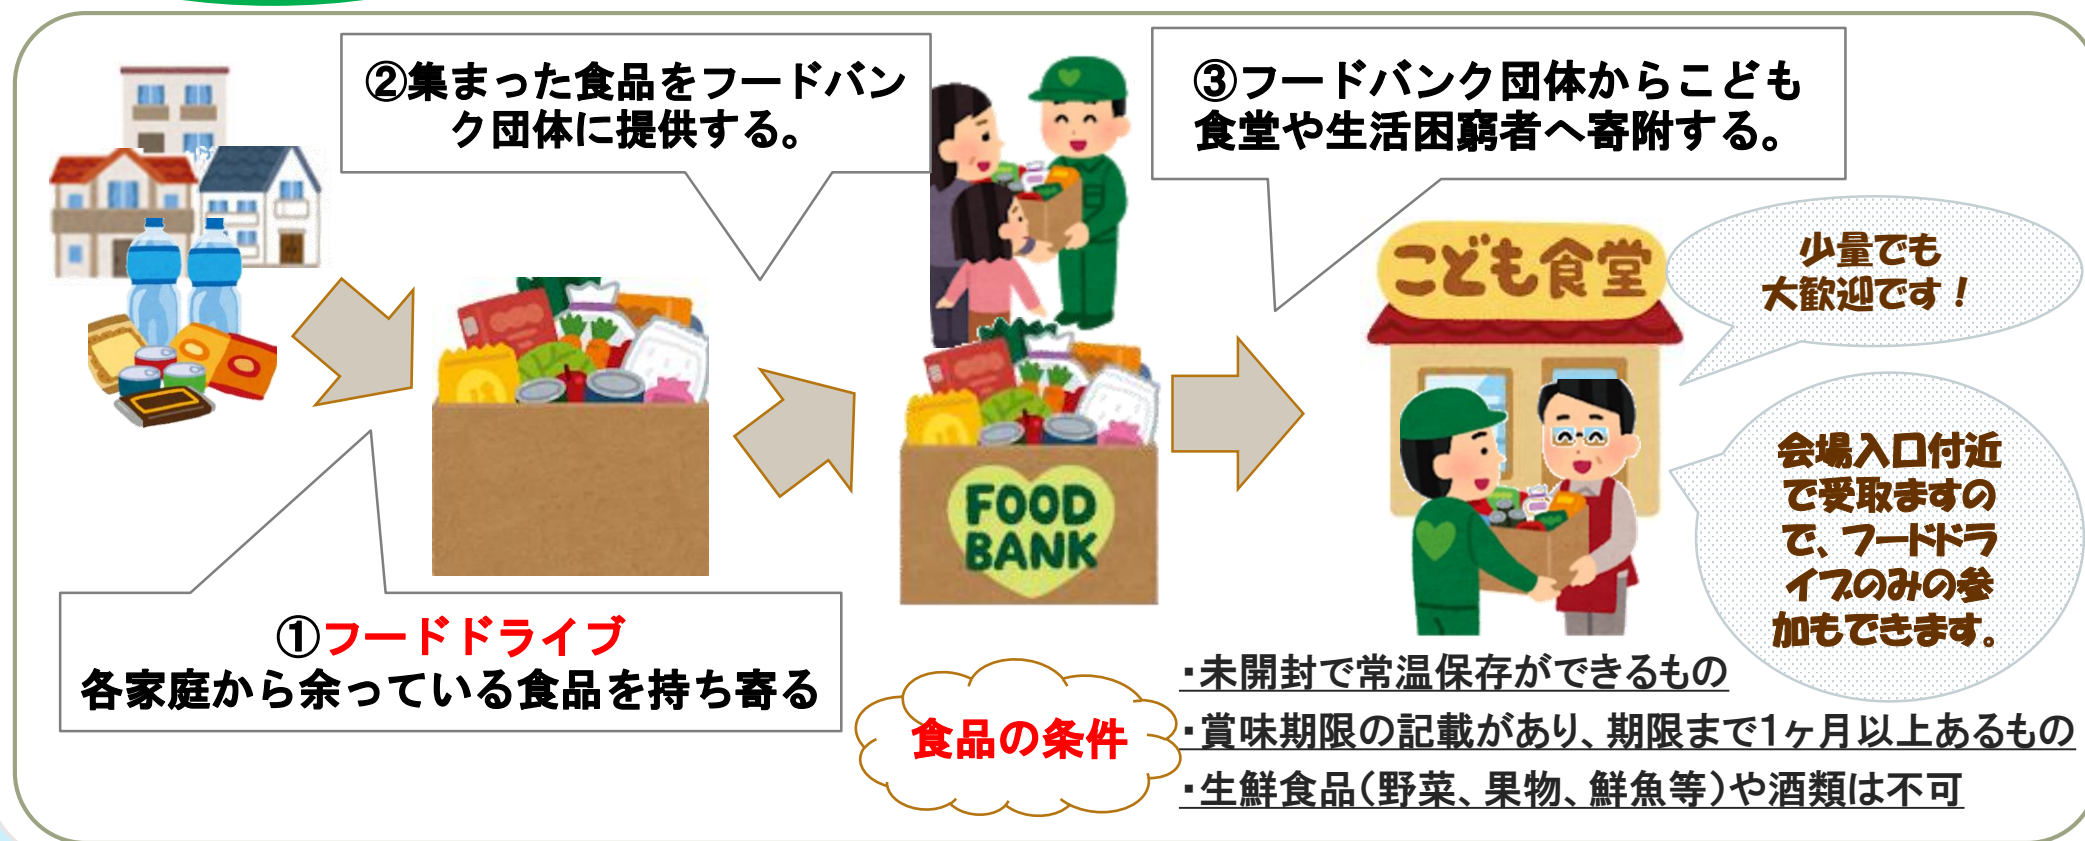 ②集まった食品をフードバン
ク団体に提供する。
③フードバンク団体からこども
食堂や生活困窮者へ寄附する。
こども食堂
少量でも
大歓迎です！
FOOD
BANK
会場入口付近
で受取ますの
で、フードドラ
イブのみの参
加もできます。
①フードドライブ
各家庭から余っている食品を持ち寄る
食品の条件
・未開封で常温保存ができるもの
・賞味期限の記載があり、期限まで1ヶ月以上あるもの
・生鮮食品（野菜、果物、鮮魚等）や酒類は不可